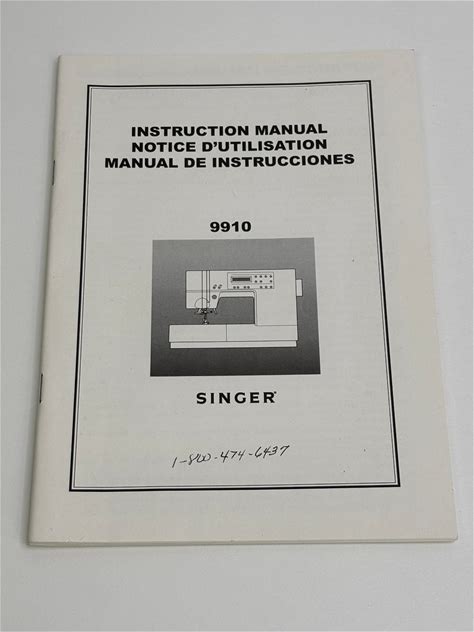 INSTRUCTION MANUAL
NOTICE D'UTILISATION
MANUAL DE INSTRUCCIONES
9910
SINGER
1-800-474-6437